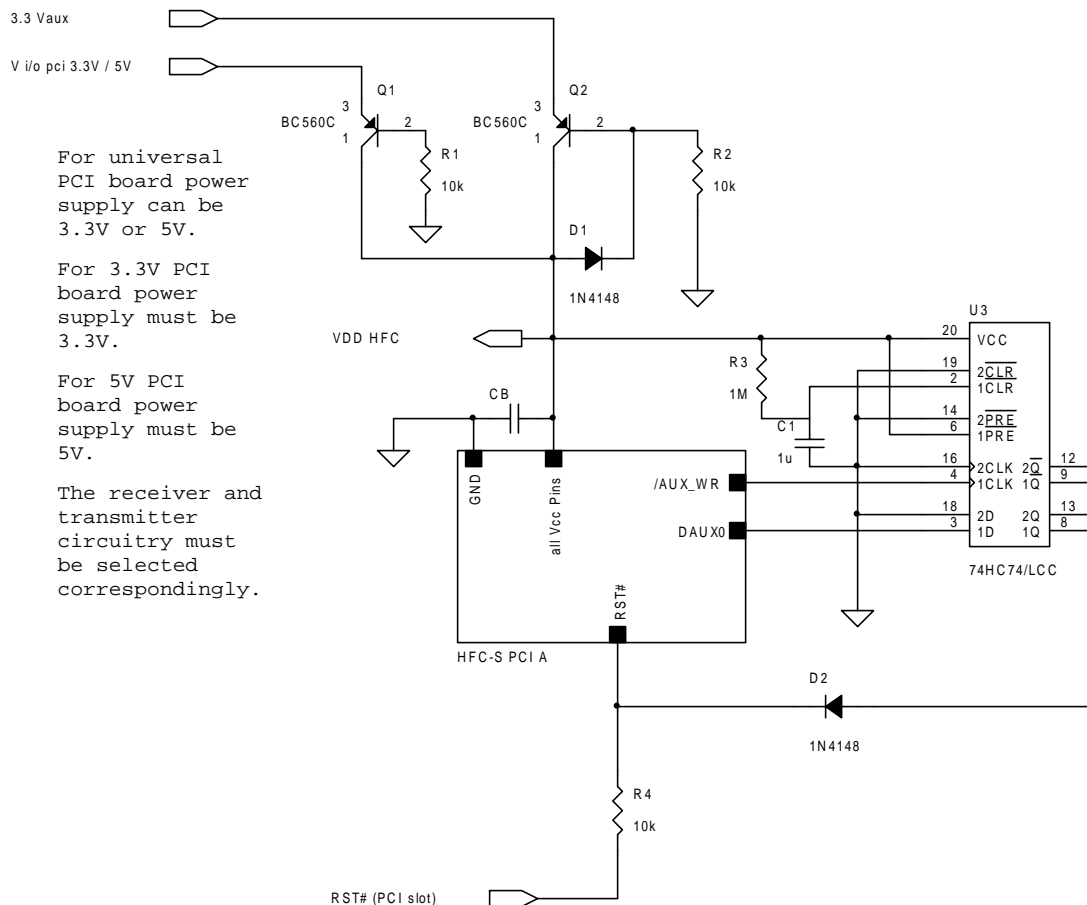 3.3 Vaux
V i/o pci 3.3V / 5V
Q1
Q2
3
BC560C
2
1
3
BC560C
2
1
R1
10k
R2
10k
For universal
PCI board power
supply can be
3.3V or 5V.
For 3.3V PCI
board power
supply must be
3.3V.
For 5V PCI
board power
supply must be
5V.
The receiver and
transmitter
circuitry must
be selected
correspondingly.
D1
1N4148
VDD HFC
CB
R3
1M
C1
1u
U3
20 VCC
19 2CLR
2 1CLR
14 2PRE
6 1PRE
16 2CLK 2Q 12
4 1CLK 1Q 9
18 2D 2Q 13
3 1D 1Q 8
74HC74/LCC
GND
all Vcc Pins
/AUX_WR
DAUX0
RST#
HFC-S PCI A
D2
1N4148
R4
10k
RST# (PCI slot)